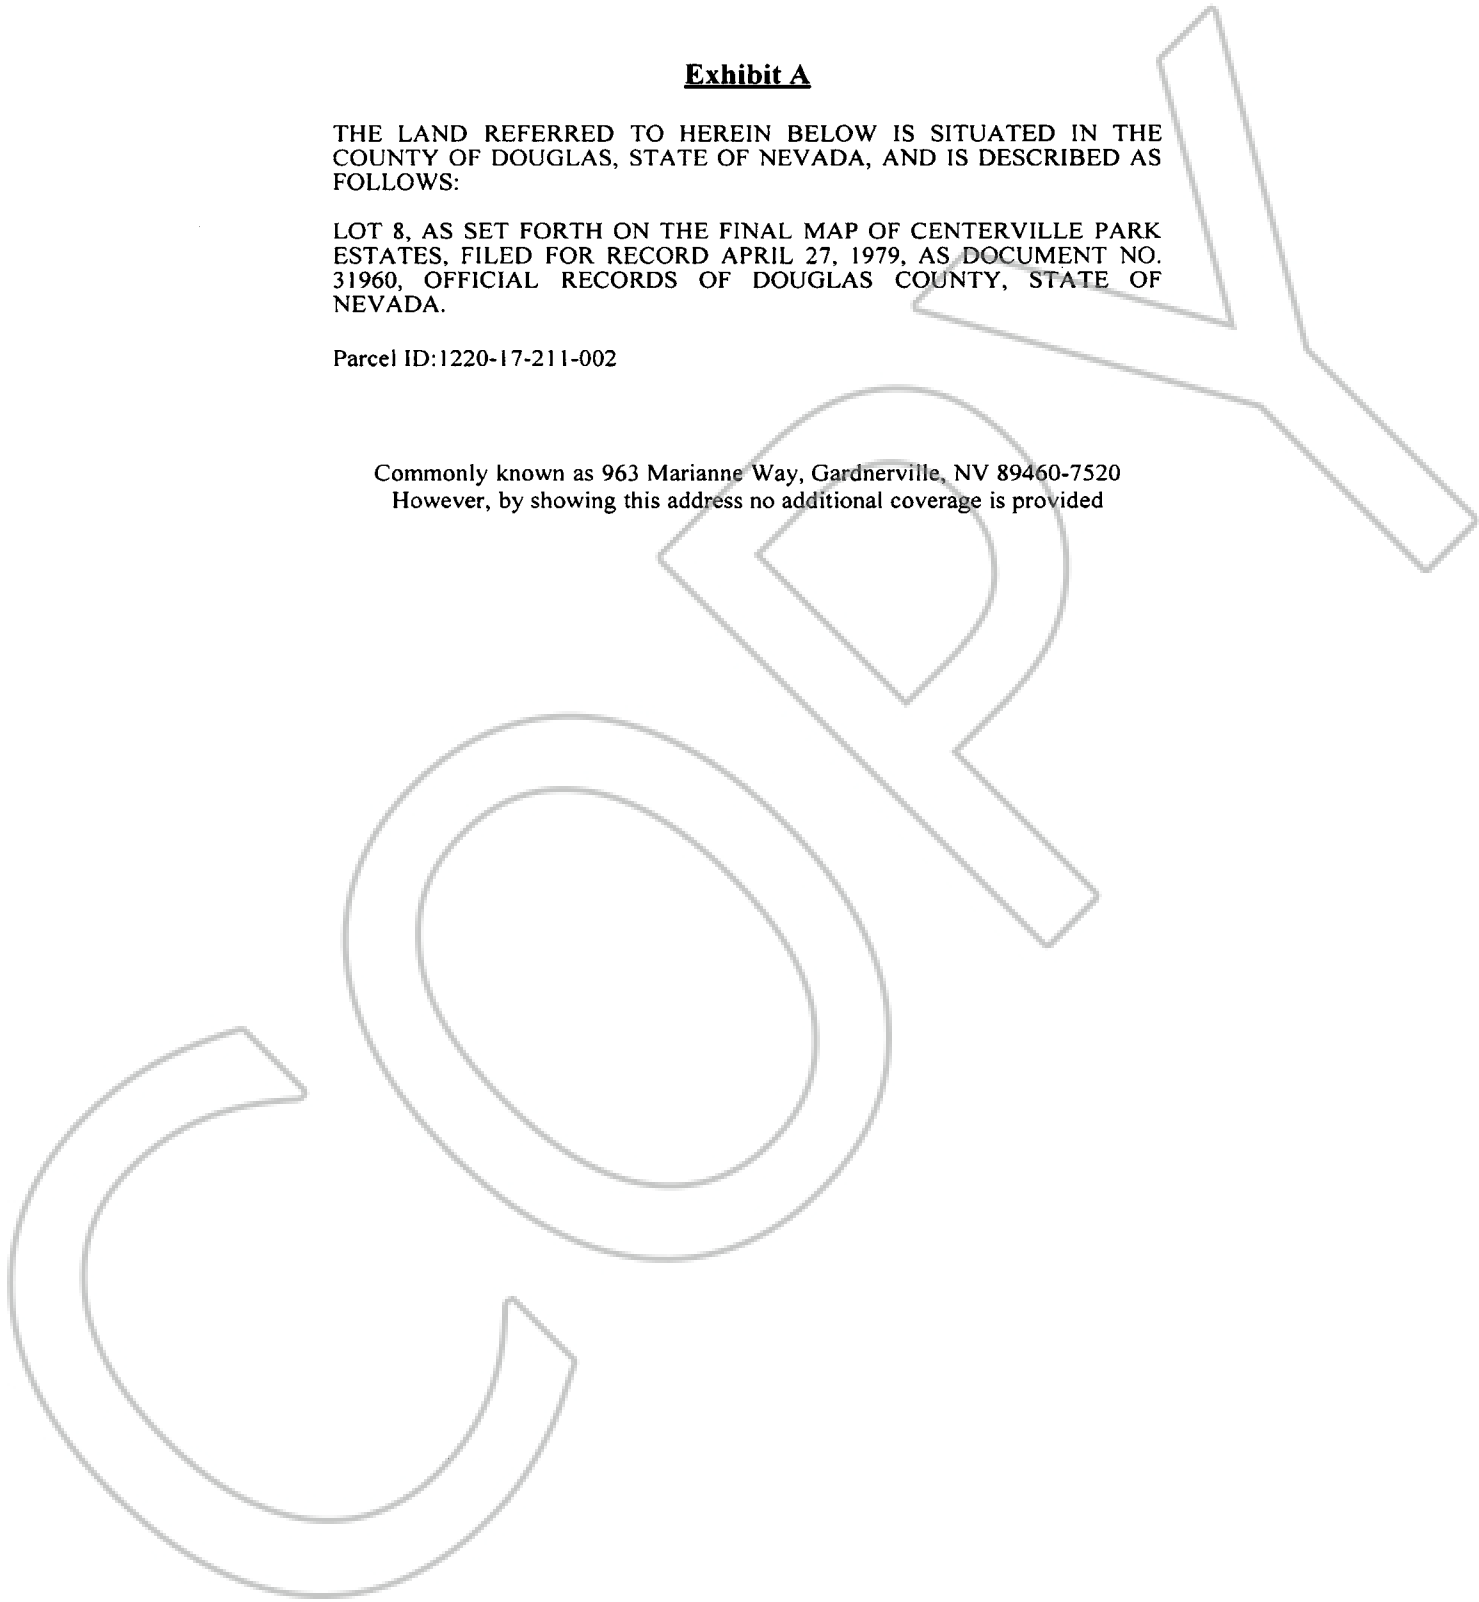 Exhibit A
THE LAND REFERRED TO HEREIN BELOW IS SITUATED IN THE
COUNTY OF DOUGLAS, STATE OF NEVADA, AND IS DESCRIBED AS
FOLLOWS:
LOT 8, AS SET FORTH ON THE FINAL MAP OF CENTERVILLE PARK
ESTATES, FILED FOR RECORD APRIL 27, 1979, AS DOCUMENT NO.
31960, OFFICIAL RECORDS OF DOUGLAS COUNTY, STATE OF
NEVADA.
Parcel ID:1220-17-211-002
Commonly known as 963 Marianne Way, Gardnerville, NV 89460-7520
However, by showing this address no additional coverage is provided
COPY